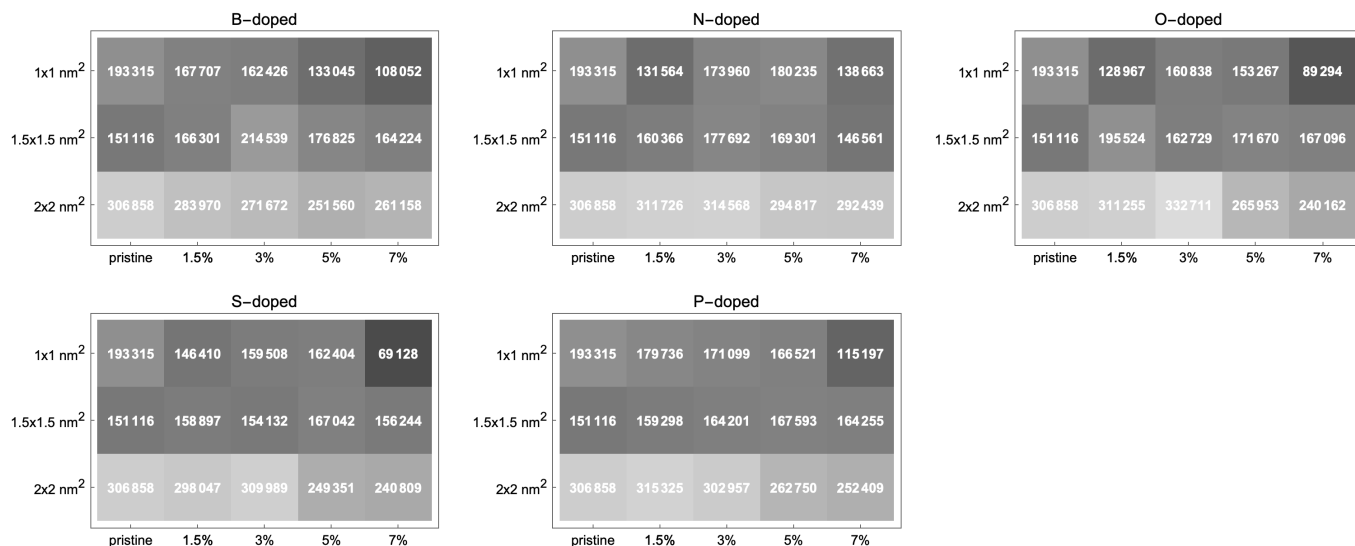 B-doped
1x1 nm² 193 315 167 707 162 426 133 045 108 052
1.5x1.5 nm² 151 116 166 301 214 539 176 825 164 224
2x2 nm² 306 858 283 970 271 672 251 560 261 158
pristine 1.5% 3% 5% 7%
N-doped
1x1 nm² 193 315 131 564 173 960 180 235 138 663
1.5x1.5 nm² 151 116 160 366 177 692 169 301 146 561
2x2 nm² 306 858 311 726 314 568 294 817 292 439
pristine 1.5% 3% 5% 7%
O-doped
1x1 nm² 193 315 128 967 160 838 153 267 89 294
1.5x1.5 nm² 151 116 195 524 162 729 171 670 167 096
2x2 nm² 306 858 311 255 332 711 265 953 240 162
pristine 1.5% 3% 5% 7%
S-doped
1x1 nm² 193 315 146 410 159 508 162 404 69 128
1.5x1.5 nm² 151 116 158 897 154 132 167 042 156 244
2x2 nm² 306 858 298 047 309 989 249 351 240 809
pristine 1.5% 3% 5% 7%
P-doped
1x1 nm² 193 315 179 736 171 099 166 521 115 197
1.5x1.5 nm² 151 116 159 298 164 201 167 593 164 255
2x2 nm² 306 858 315 325 302 957 262 750 252 409
pristine 1.5% 3% 5% 7%